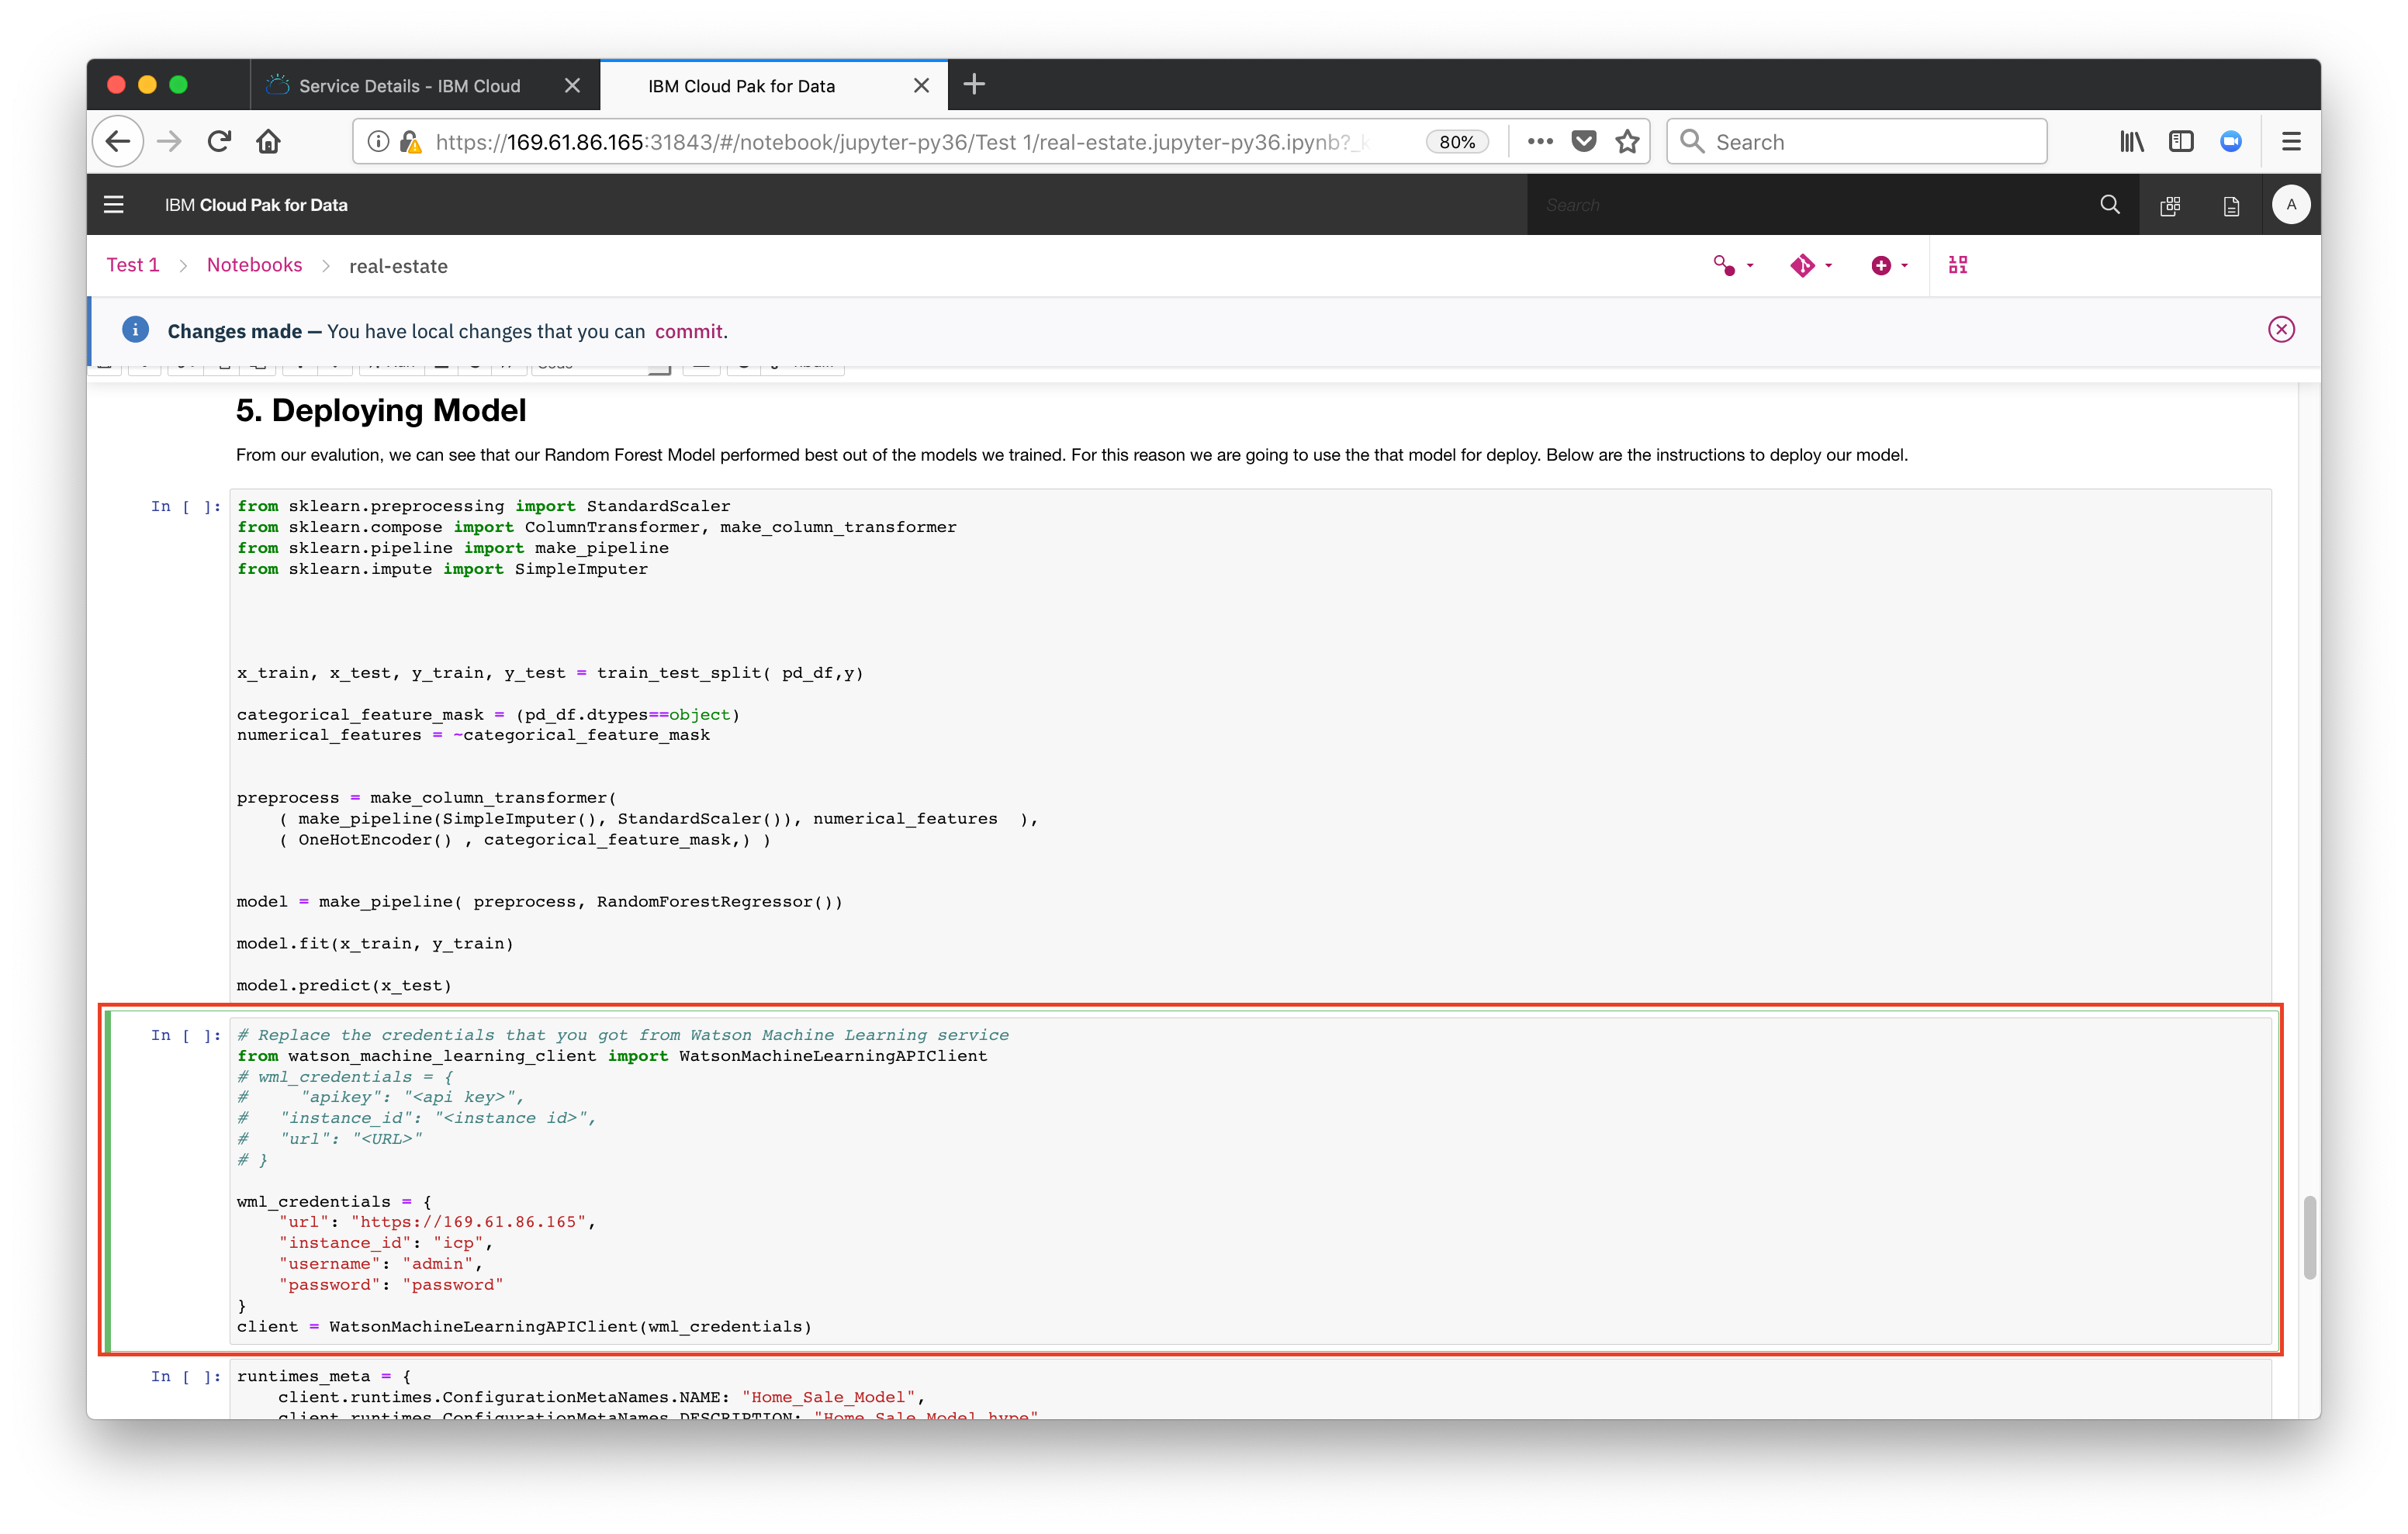 Service Details - IBM Cloud
IBM Cloud Pak for Data
https://169.61.86.165:31843/#/notebook/jupyter-py36/Test 1/real-estate.jupyter-py36.ipynb?_k
80%
Search
IBM Cloud Pak for Data
Search
A
Test 1 > Notebooks > real-estate
Changes made — You have local changes that you can commit.
5. Deploying Model
From our evalution, we can see that our Random Forest Model performed best out of the models we trained. For this reason we are going to use the that model for deploy. Below are the instructions to deploy our model.
In [ ]: from sklearn.preprocessing import StandardScaler
from sklearn.compose import ColumnTransformer, make_column_transformer
from sklearn.pipeline import make_pipeline
from sklearn.impute import SimpleImputer
x_train, x_test, y_train, y_test = train_test_split( pd_df,y)
categorical_feature_mask = (pd_df.dtypes==object)
numerical_features = ~categorical_feature_mask
preprocess = make_column_transformer(
( make_pipeline(SimpleImputer(), StandardScaler()), numerical_features ),
( OneHotEncoder() , categorical_feature_mask,) )
model = make_pipeline( preprocess, RandomForestRegressor())
model.fit(x_train, y_train)
model.predict(x_test)
In [ ]: # Replace the credentials that you got from Watson Machine Learning service
from watson_machine_learning_client import WatsonMachineLearningAPIClient
# wml_credentials = {
# "apikey": "<api key>",
# "instance_id": "<instance id>",
# "url": "<URL>"
# }
wml_credentials = {
"url": "https://169.61.86.165",
"instance_id": "icp",
"username": "admin",
"password": "password"
}
client = WatsonMachineLearningAPIClient(wml_credentials)
In [ ]: runtimes_meta = {
client.runtimes.ConfigurationMetaNames.NAME: "Home_Sale_Model",
client.runtimes.ConfigurationMetaNames.DESCRIPTION: "Home_Sale_Model_hype"